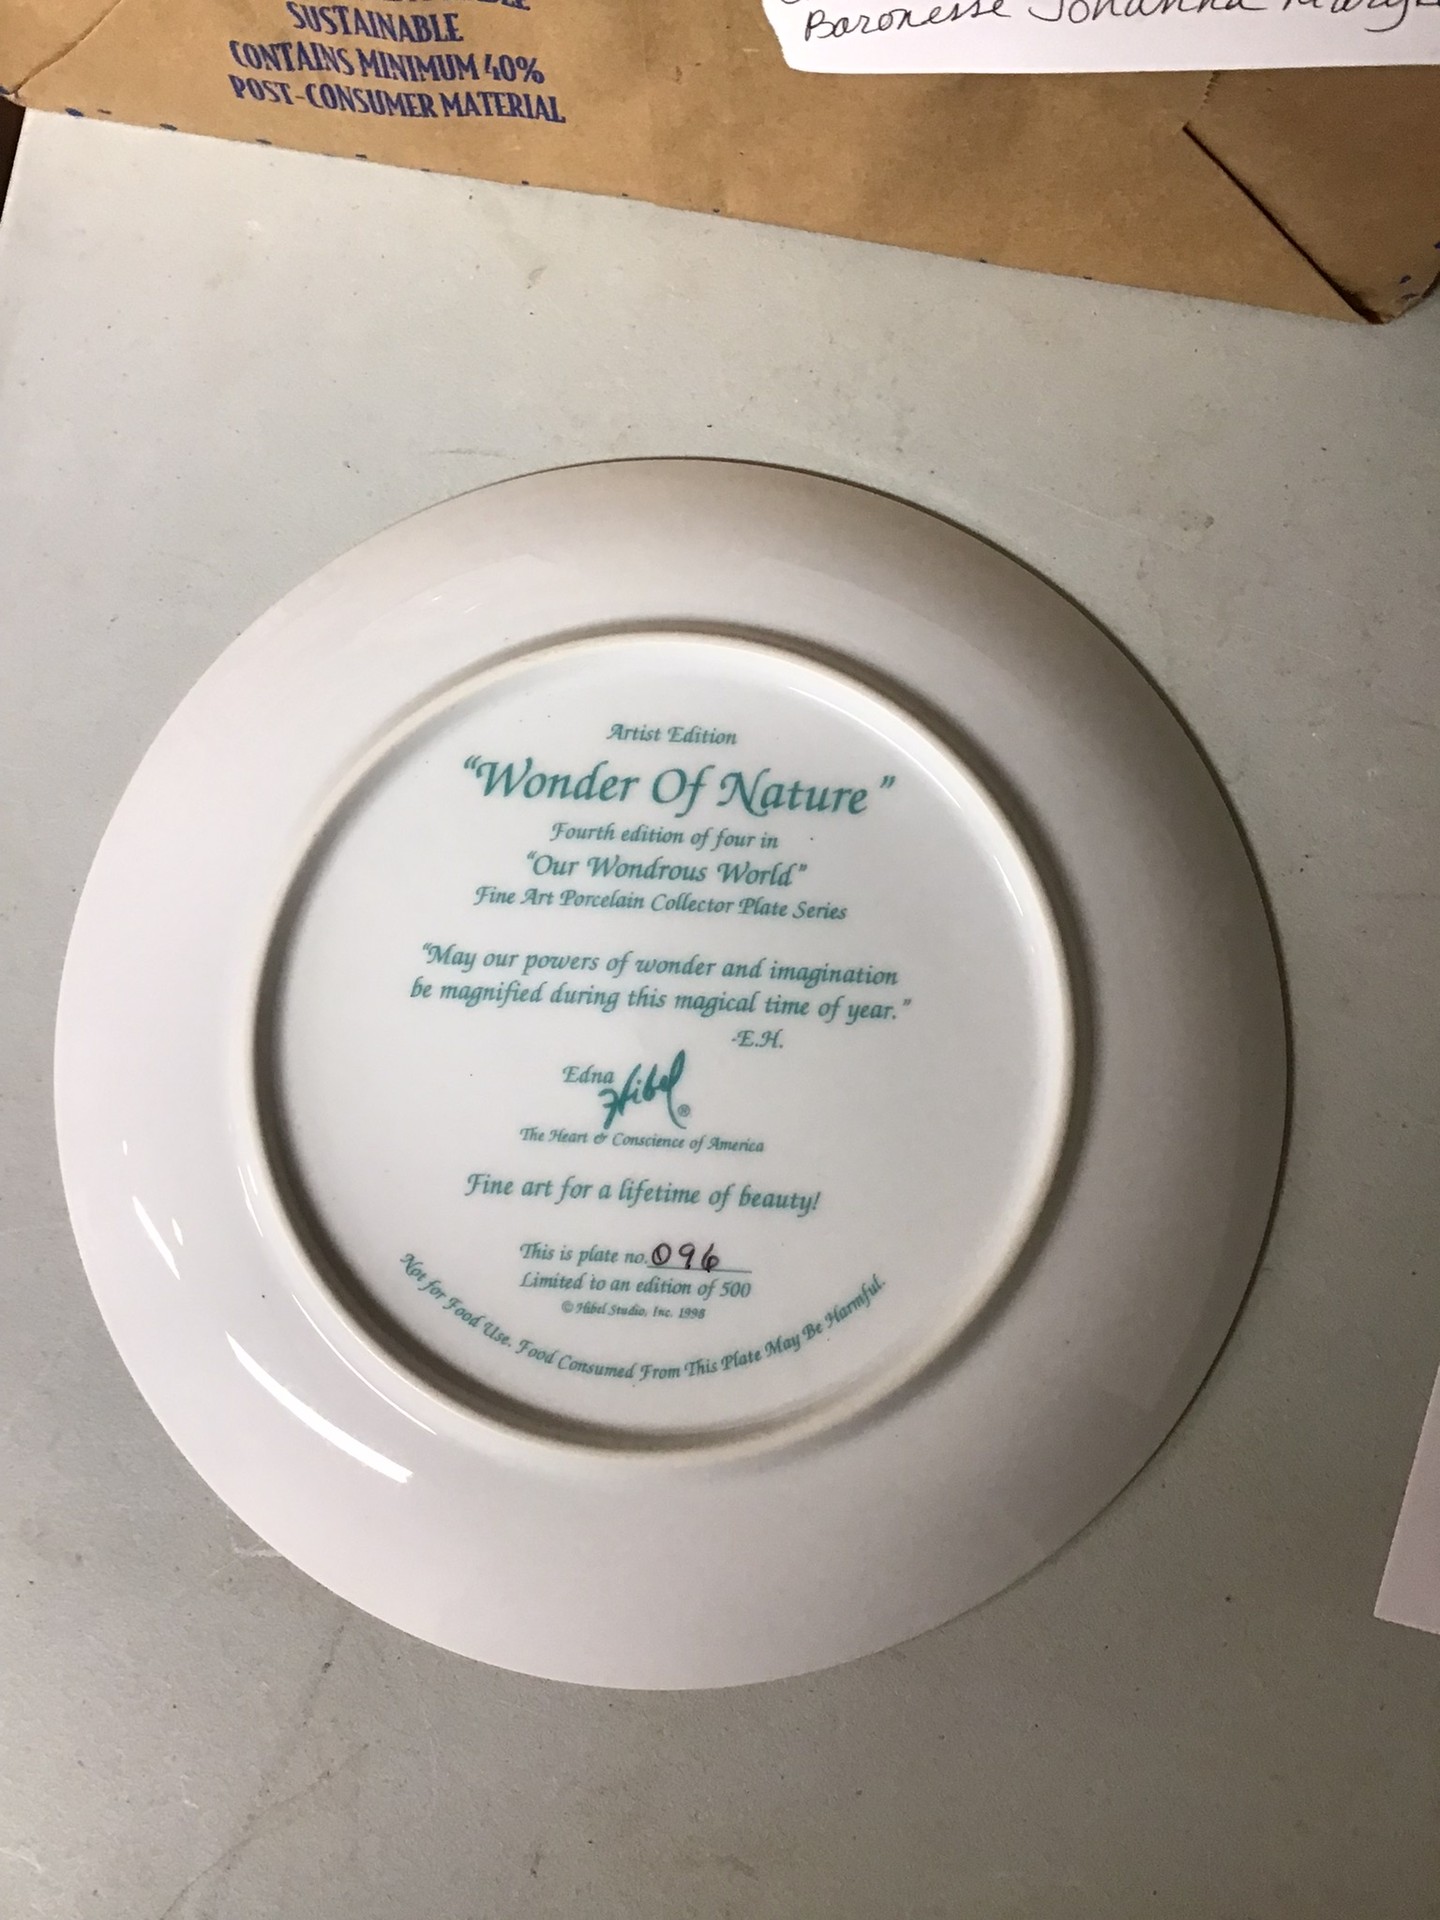 SUSTAINABLE
CONTAINS MINIMUM 40%
POST-CONSUMER MATERIAL
Baronesse Johanna
Artist Edition
"Wonder Of Nature"
Fourth edition of four in
"Our Wondrous World"
Fine Art Porcelain Collector Plate Series
"May our powers of wonder and imagination
be magnified during this magical time of year."
-E.H.
Edna Hibel®
The Heart & Conscience of America
Fine art for a lifetime of beauty!
This is plate no. 096
Limited to an edition of 500
© Hibel Studio, Inc. 1998
Not for Food Use. Food Consumed From This Plate May Be Harmful.